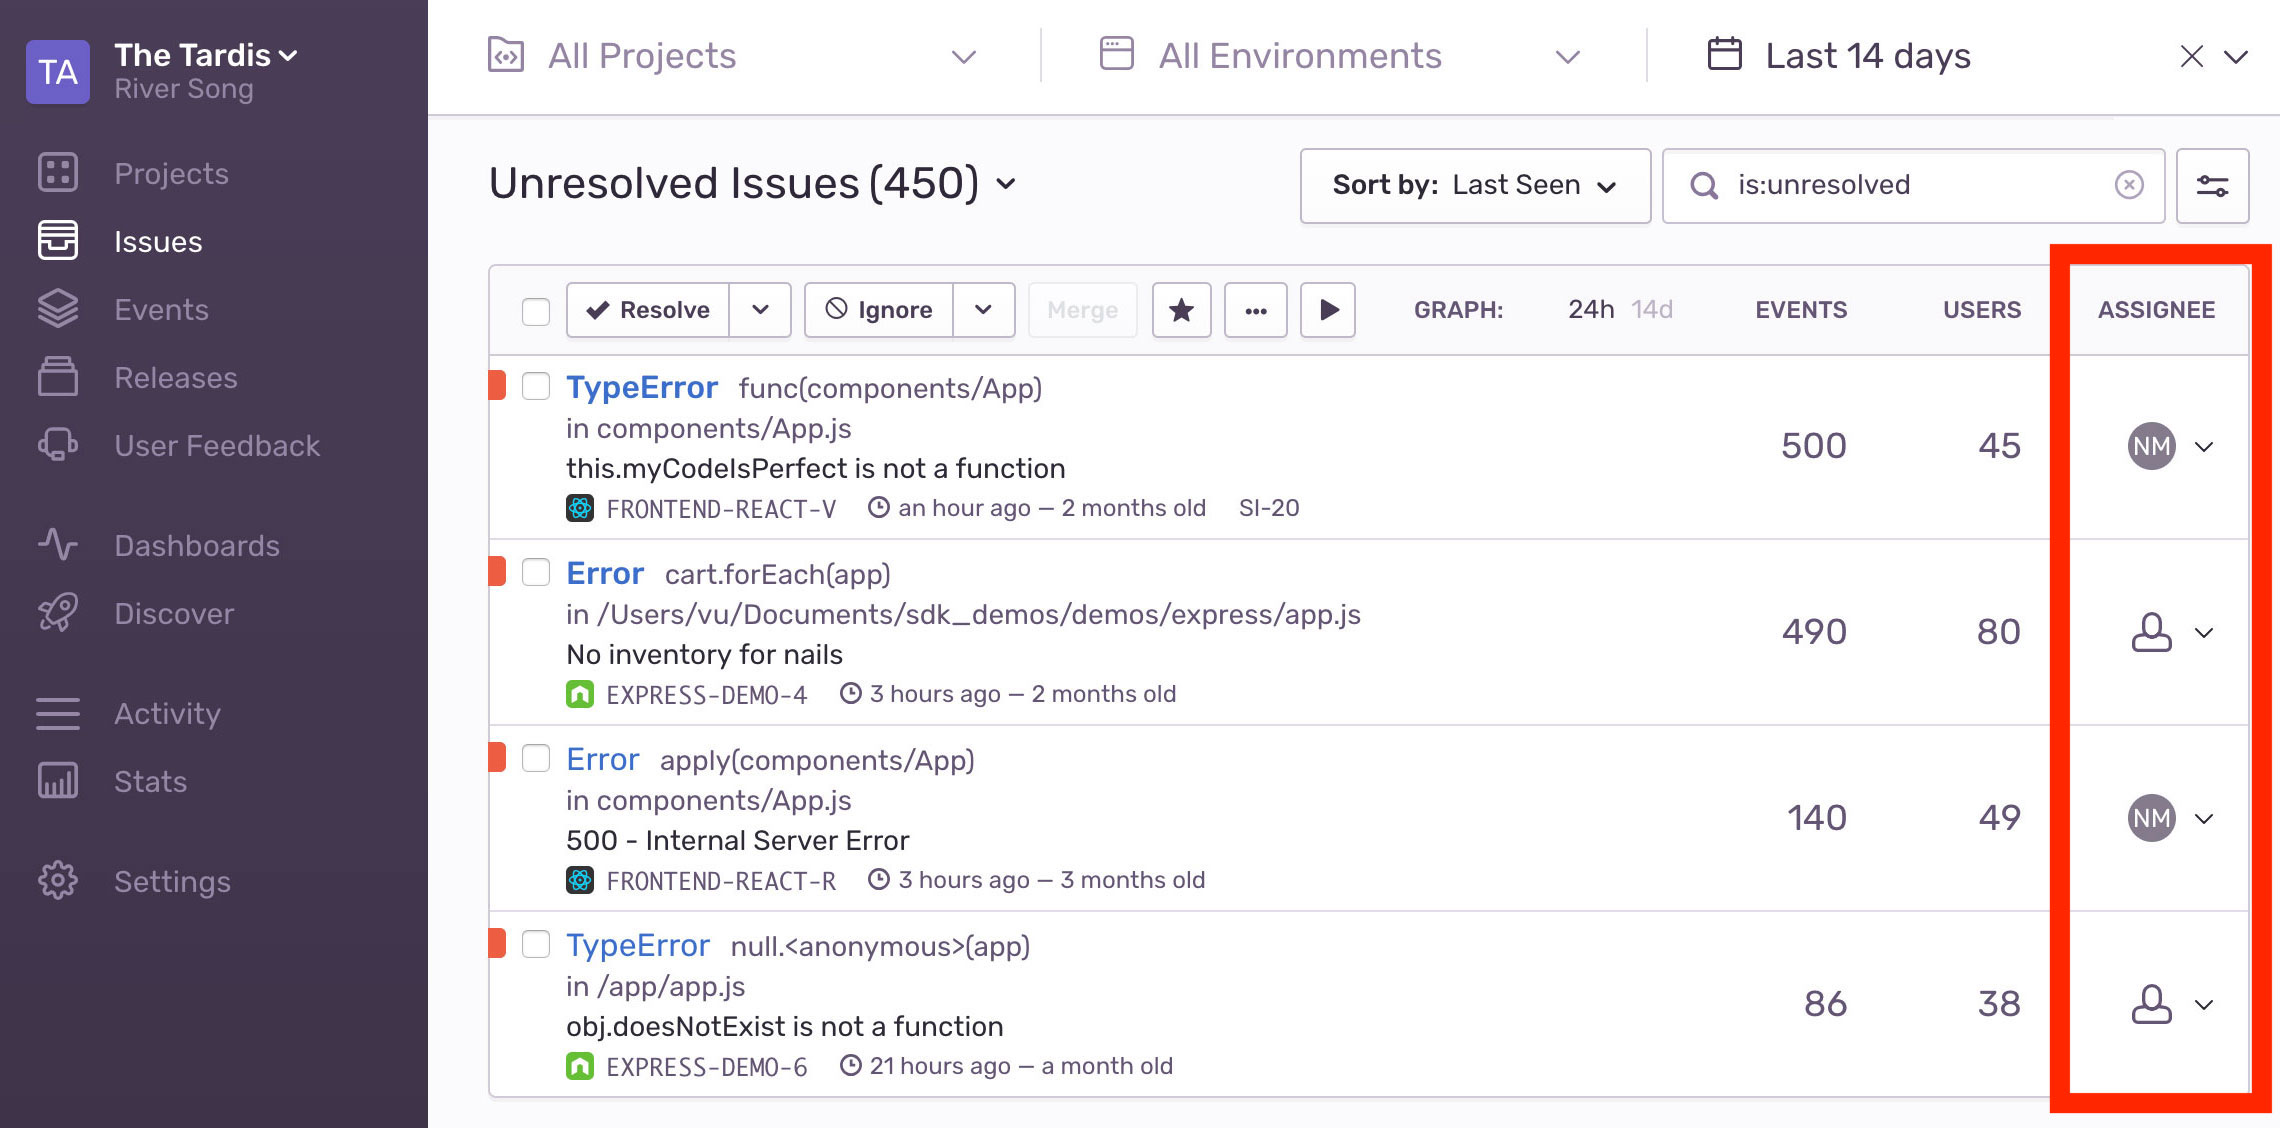 TA
The Tardis
River Song
Projects
Issues
Events
Releases
User Feedback
Dashboards
Discover
Activity
Stats
Settings
All Projects
All Environments
Last 14 days
Unresolved Issues (450)
Sort by: Last Seen
is:unresolved
Resolve Ignore Merge ... GRAPH: 24h 14d EVENTS USERS ASSIGNEE
TypeError func(components/App)
in components/App.js
this.myCodeIsPerfect is not a function
FRONTEND-REACT-V an hour ago — 2 months old SI-20
500 45 NM
Error cart.forEach(app)
in /Users/vu/Documents/sdk_demos/demos/express/app.js
No inventory for nails
EXPRESS-DEMO-4 3 hours ago — 2 months old
490 80
Error apply(components/App)
in components/App.js
500 - Internal Server Error
FRONTEND-REACT-R 3 hours ago — 3 months old
140 49 NM
TypeError null.<anonymous>(app)
in /app/app.js
obj.doesNotExist is not a function
EXPRESS-DEMO-6 21 hours ago — a month old
86 38